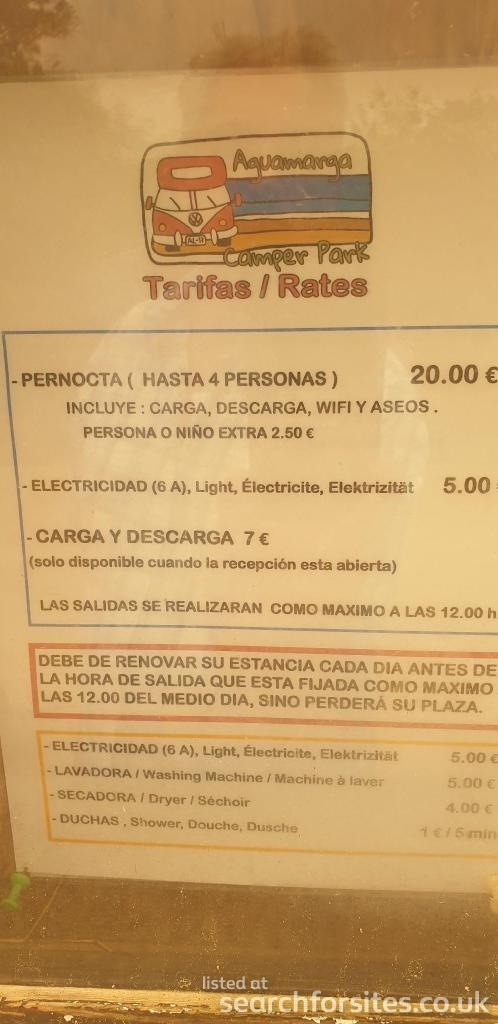 Aguamarga
AL-19
Camper Park
Tarifas / Rates
- PERNOCTA ( HASTA 4 PERSONAS ) 20.00 €
INCLUYE : CARGA, DESCARGA, WIFI Y ASEOS .
PERSONA O NIÑO EXTRA 2.50 €
- ELECTRICIDAD (6 A), Light, Électricite, Elektrizität 5.00
- CARGA Y DESCARGA 7 €
(solo disponible cuando la recepción esta abierta)
LAS SALIDAS SE REALIZARAN COMO MAXIMO A LAS 12.00 h
DEBE DE RENOVAR SU ESTANCIA CADA DIA ANTES DE
LA HORA DE SALIDA QUE ESTA FIJADA COMO MAXIMO
LAS 12.00 DEL MEDIO DIA, SINO PERDERÁ SU PLAZA.
- ELECTRICIDAD (6 A), Light, Électricite, Elektrizität 5.00 €
- LAVADORA / Washing Machine / Machine à laver 5.00 €
- SECADORA / Dryer / Séchoir 4.00 €
- DUCHAS , Shower, Douche, Dusche 1 € / 5 min
listed at
searchforsites.co.uk